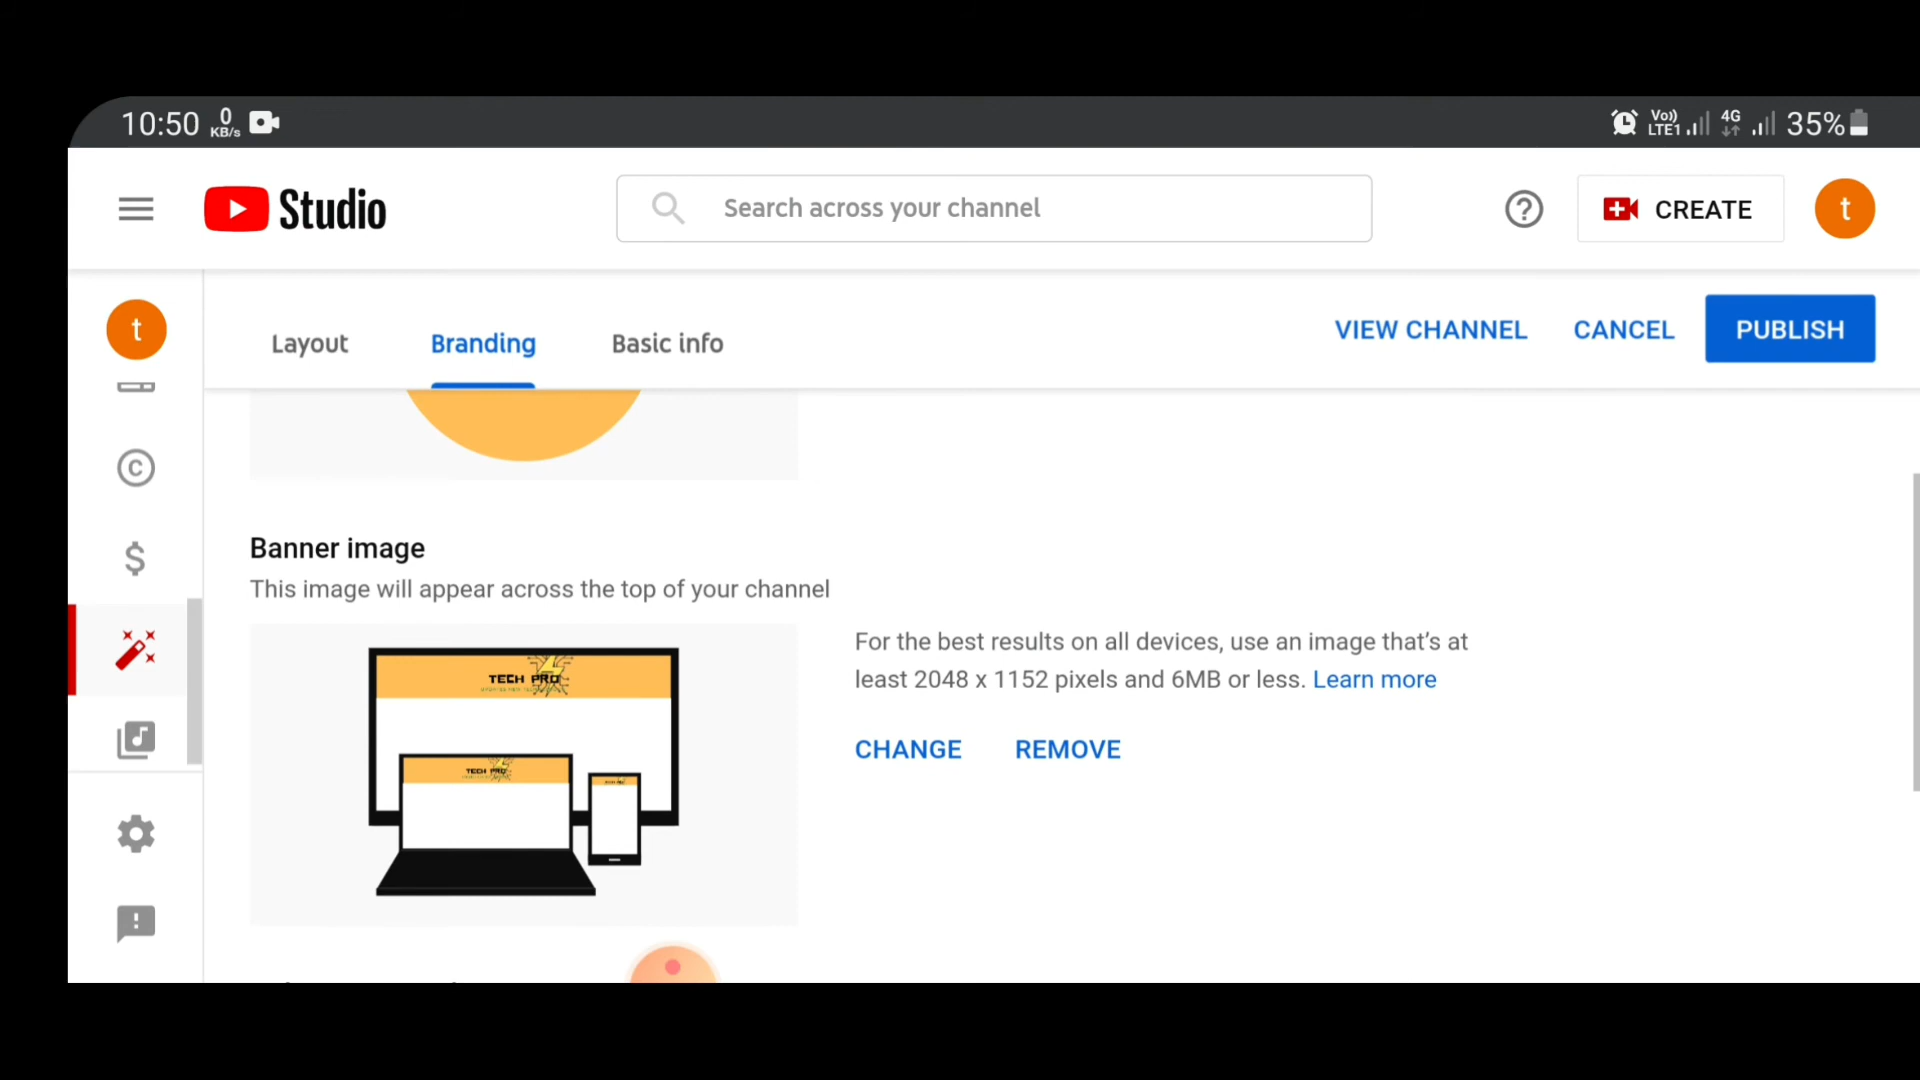 10:50 0 KB/s
Vo) LTE1 4G 35%
Studio
Search across your channel
CREATE
t
t
Layout
Branding
Basic info
VIEW CHANNEL
CANCEL
PUBLISH
Banner image
This image will appear across the top of your channel
TECH PRO
TECH PRO
For the best results on all devices, use an image that’s at
least 2048 x 1152 pixels and 6MB or less. Learn more
CHANGE
REMOVE